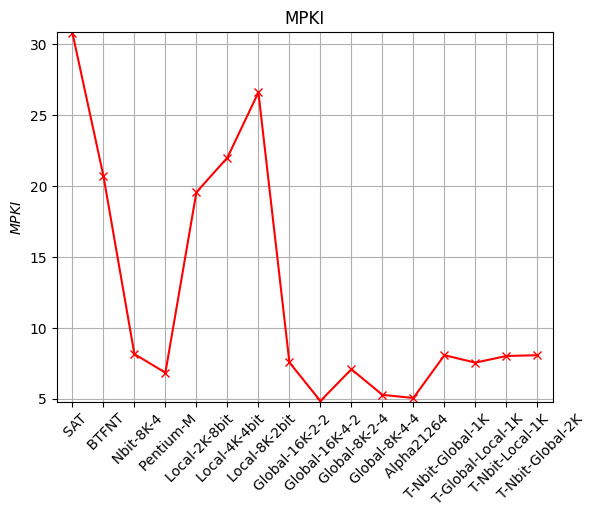 MPKI
30
25
20
15
10
5
MPKI
SAT
BTFNT
Nbit-8K-4
Pentium-M
Local-2K-8bit
Local-4K-4bit
Local-8K-2bit
Global-16K-2-2
Global-16K-4-2
Global-8K-2-4
Global-8K-4-4
Alpha21264
T-Nbit-Global-1K
T-Global-Local-1K
T-Nbit-Local-1K
T-Nbit-Global-2K